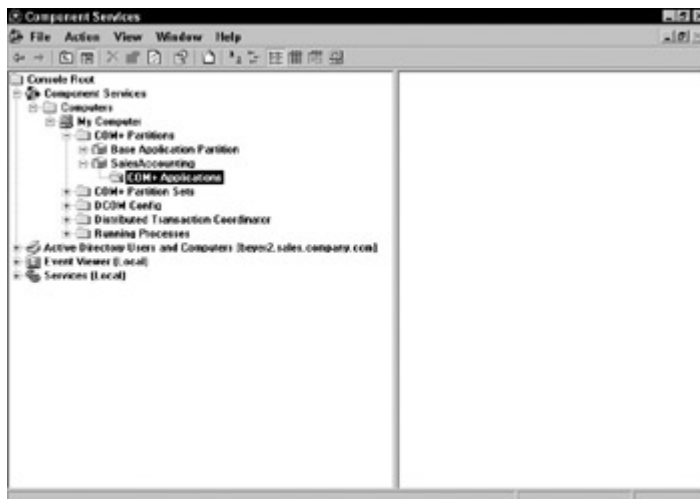 Component Services
File Action View Window Help
Console Root
Component Services
Computers
My Computer
COM+ Partitions
Base Application Partition
SalesAccounting
COM+ Applications
COM+ Partition Sets
DCOM Config
Distributed Transaction Coordinator
Running Processes
Active Directory Users and Computers [beyer2.sales.company.com]
Event Viewer (Local)
Services (Local)